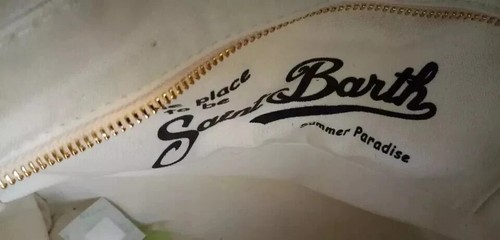 The place
to be
Saint Barth
Summer Paradise